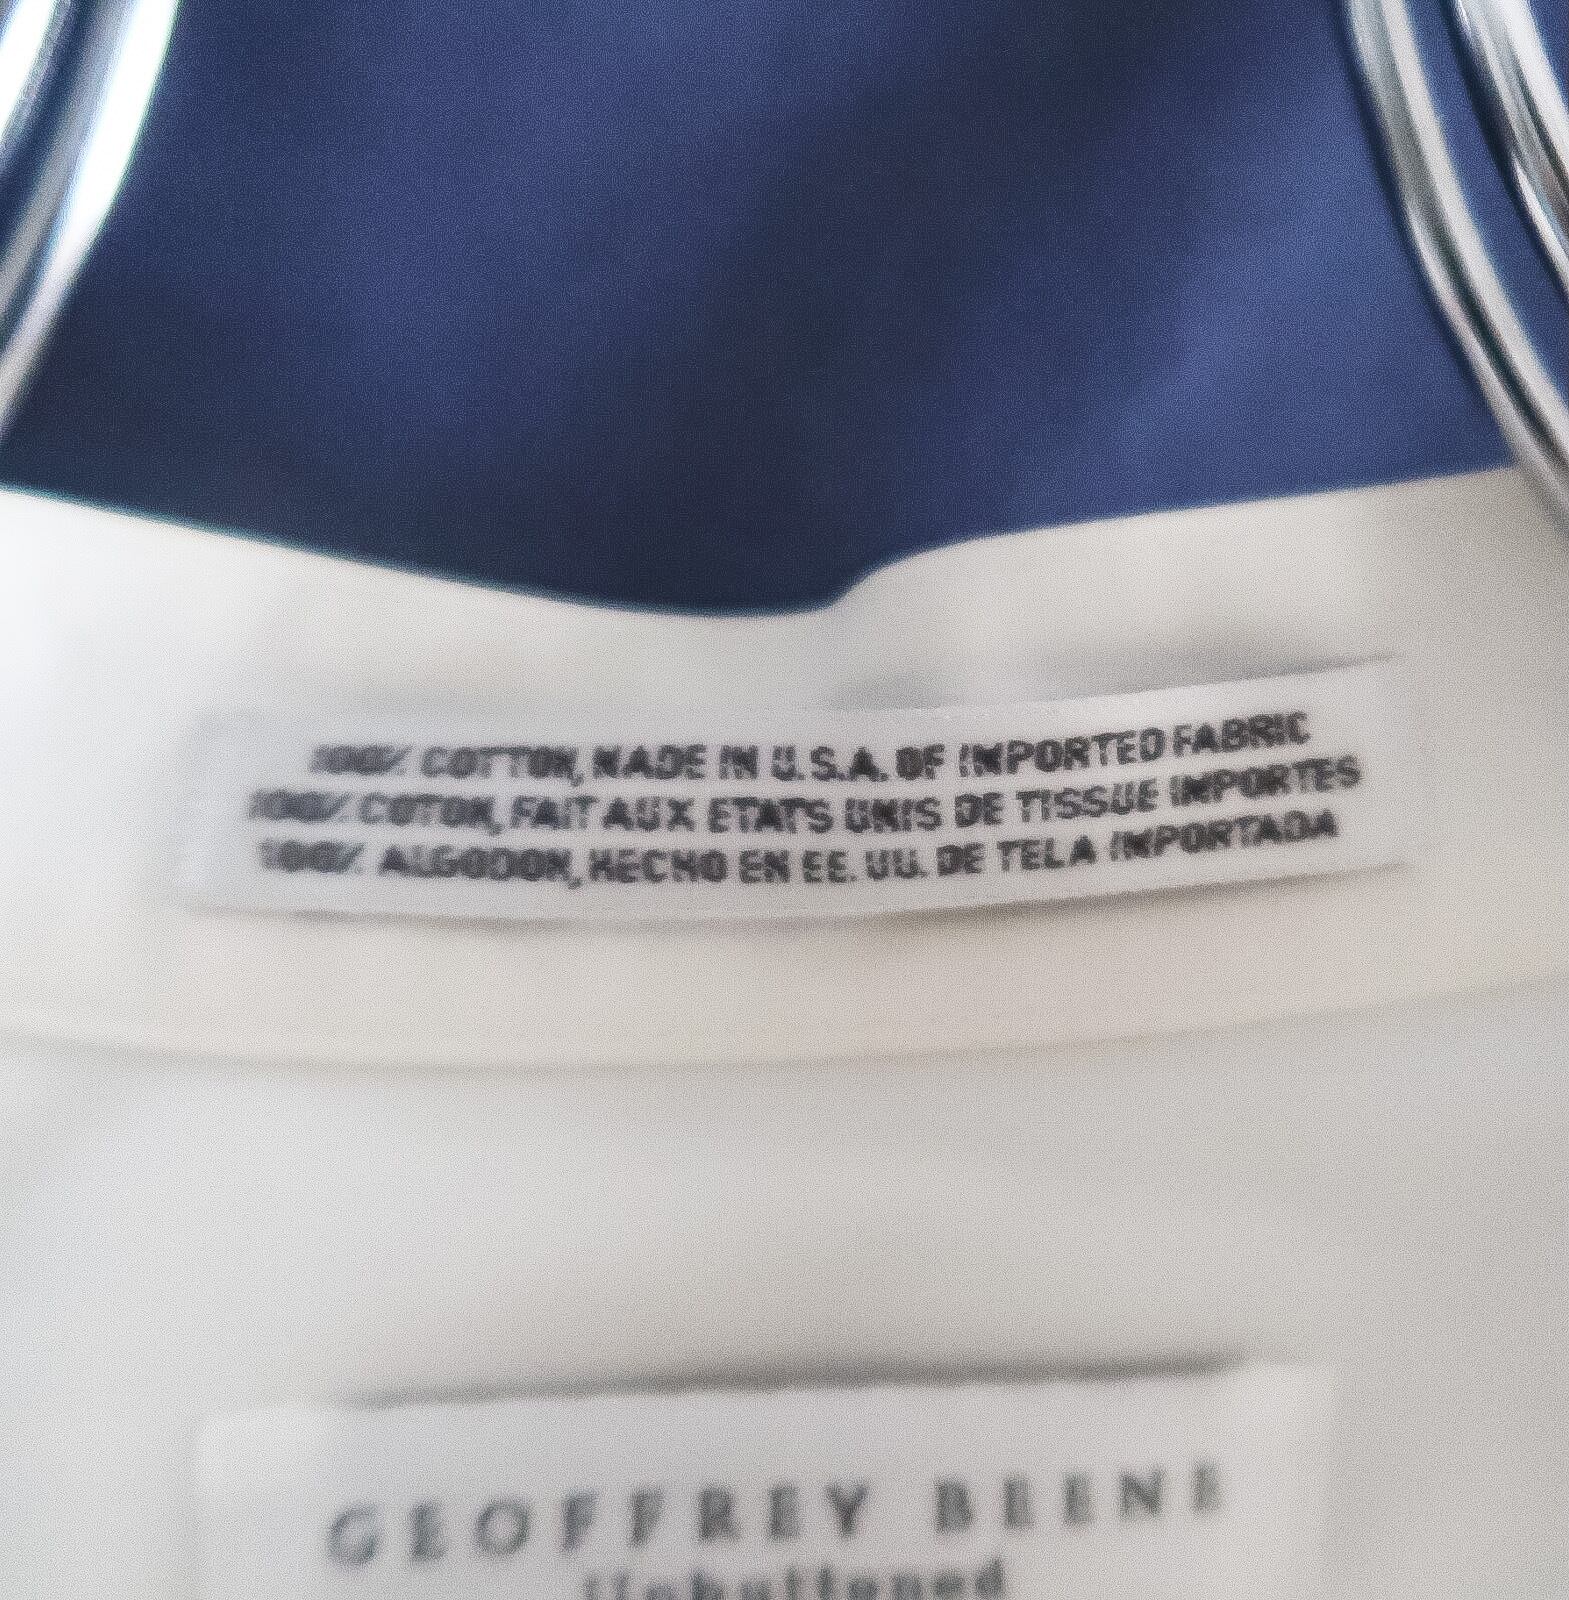 100% COTTON, MADE IN U.S.A. OF IMPORTED FABRIC
100% COTON, FAIT AUX ETATS UNIS DE TISSUE IMPORTES
100% ALGODON, HECHO EN EE. UU. DE TELA IMPORTADA
GEOFFREY BEENE
Unbuttoned